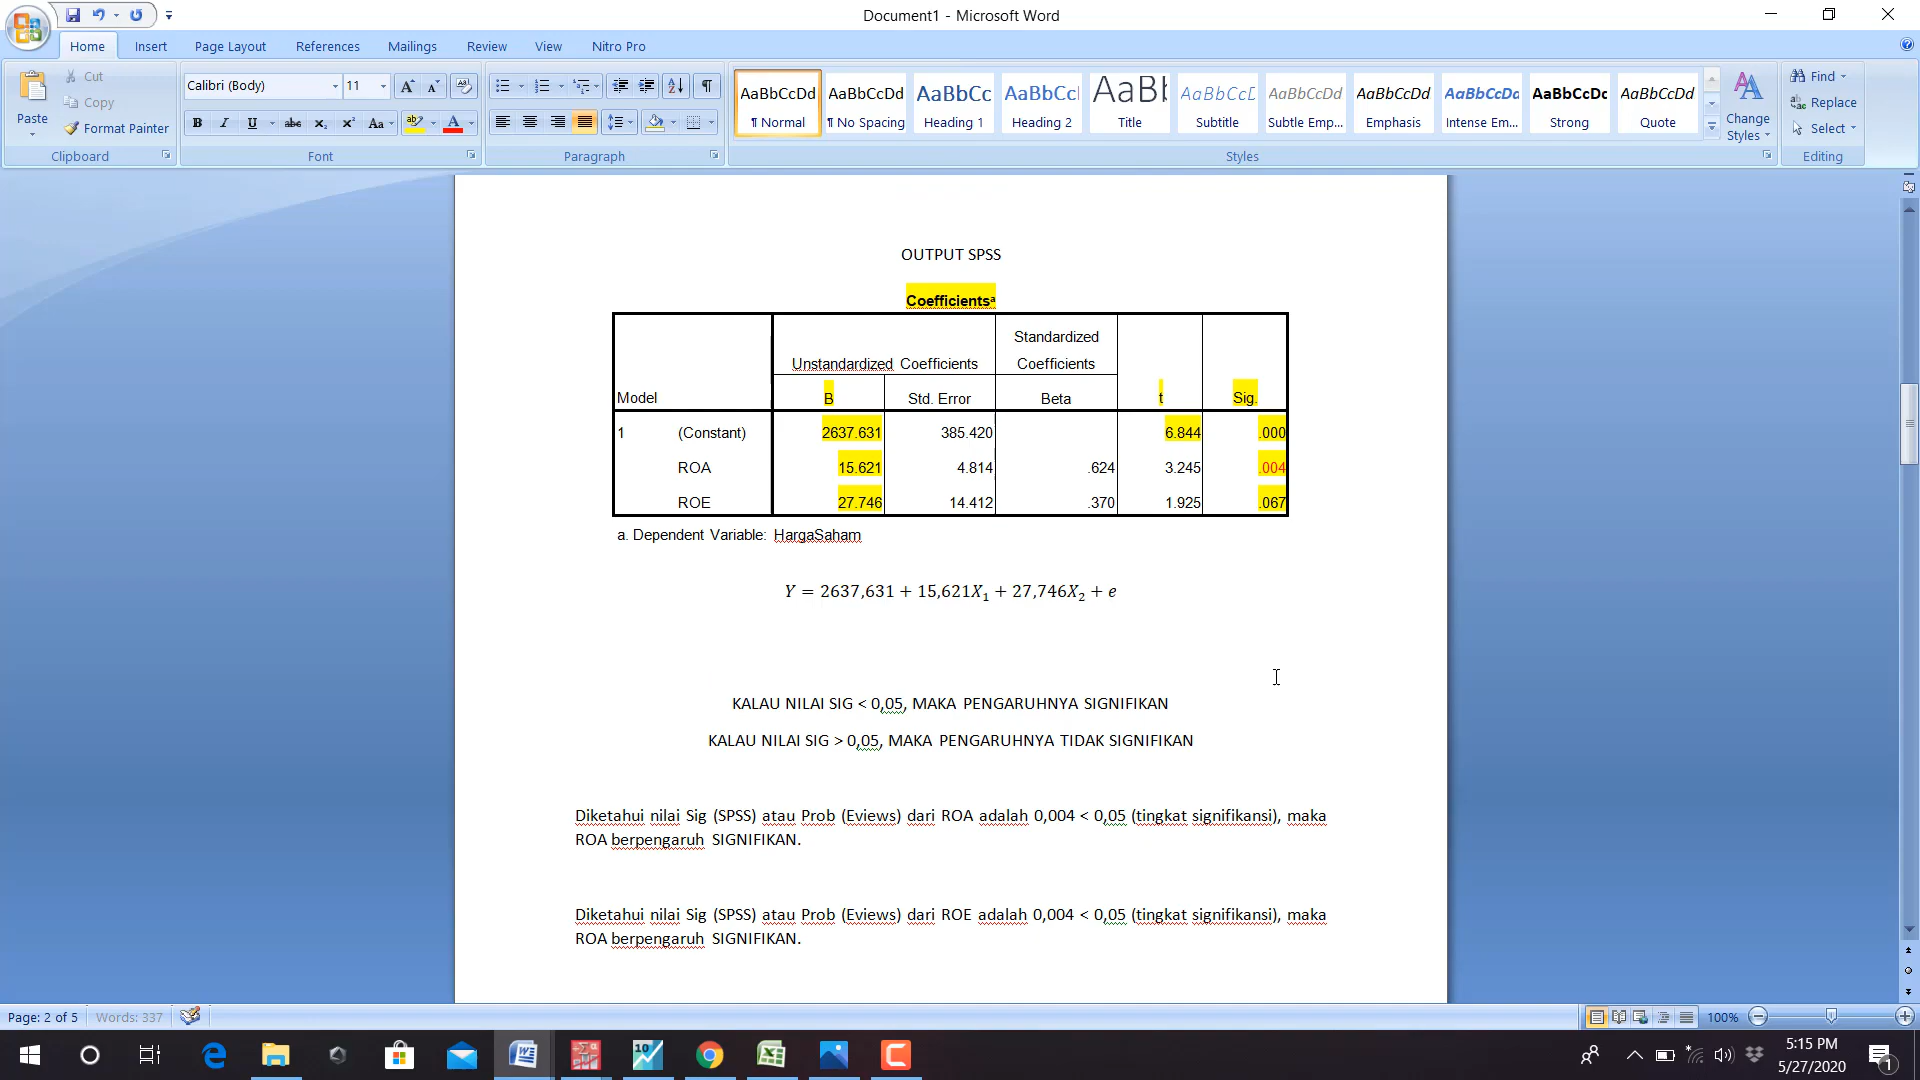 Document1 - Microsoft Word
Home Insert Page Layout References Mailings Review View Nitro Pro
Paste
Cut
Copy
Format Painter
Clipboard
Calibri (Body) 11
Font
Paragraph
AaBbCcDd AaBbCcDd AaBbCc AaBbCcI AaBb AaBbCcD AaBbCcDd AaBbCcDd AaBbCcDd AaBbCcDc AaBbCcDd
¶ Normal ¶ No Spacing Heading 1 Heading 2 Title Subtitle Subtle Emp... Emphasis Intense Em... Strong Quote
Change
Styles
Styles
Find
Replace
Select
Editing
OUTPUT SPSS
Coefficientsᵃ
Model Unstandardized Coefficients Standardized Coefficients t Sig.
B Std. Error Beta
1 (Constant) 2637.631 385.420 6.844 .000
ROA 15.621 4.814 .624 3.245 .004
ROE 27.746 14.412 .370 1.925 .067
a. Dependent Variable: HargaSaham
Y = 2637,631 + 15,621X₁ + 27,746X₂ + e
KALAU NILAI SIG < 0,05, MAKA PENGARUHNYA SIGNIFIKAN
KALAU NILAI SIG > 0,05, MAKA PENGARUHNYA TIDAK SIGNIFIKAN
Diketahui nilai Sig (SPSS) atau Prob (Eviews) dari ROA adalah 0,004 < 0,05 (tingkat signifikansi), maka
ROA berpengaruh SIGNIFIKAN.
Diketahui nilai Sig (SPSS) atau Prob (Eviews) dari ROE adalah 0,004 < 0,05 (tingkat signifikansi), maka
ROA berpengaruh SIGNIFIKAN.
Page: 2 of 5 Words: 337 100%
5:15 PM
5/27/2020